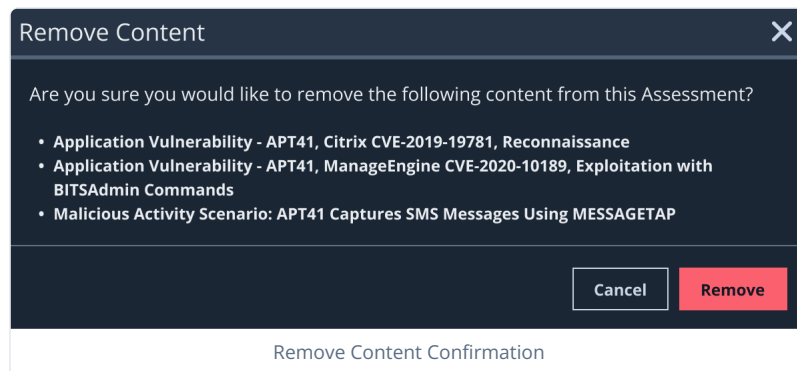 Remove Content
Are you sure you would like to remove the following content from this Assessment?
• Application Vulnerability - APT41, Citrix CVE-2019-19781, Reconnaissance
• Application Vulnerability - APT41, ManageEngine CVE-2020-10189, Exploitation with
BITSAdmin Commands
• Malicious Activity Scenario: APT41 Captures SMS Messages Using MESSAGETAP
Cancel Remove
Remove Content Confirmation